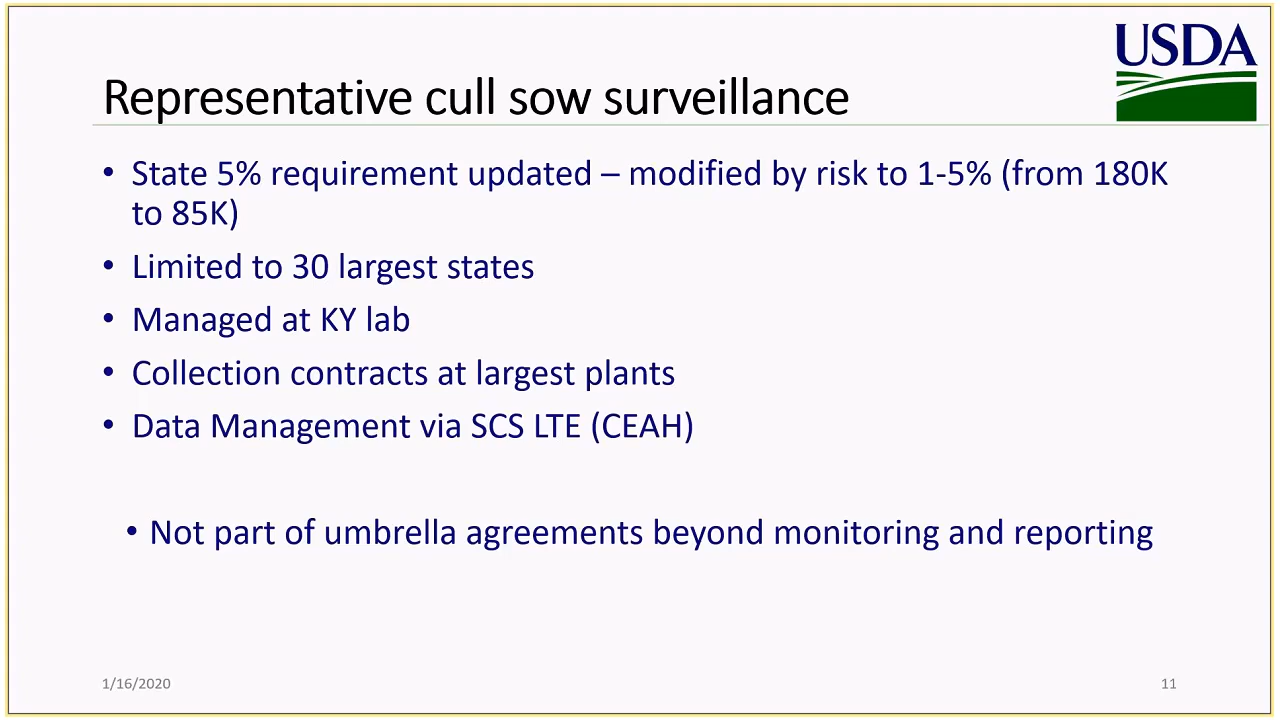 USDA
Representative cull sow surveillance
• State 5% requirement updated – modified by risk to 1-5% (from 180K
to 85K)
• Limited to 30 largest states
• Managed at KY lab
• Collection contracts at largest plants
• Data Management via SCS LTE (CEAH)
• Not part of umbrella agreements beyond monitoring and reporting
1/16/2020
11